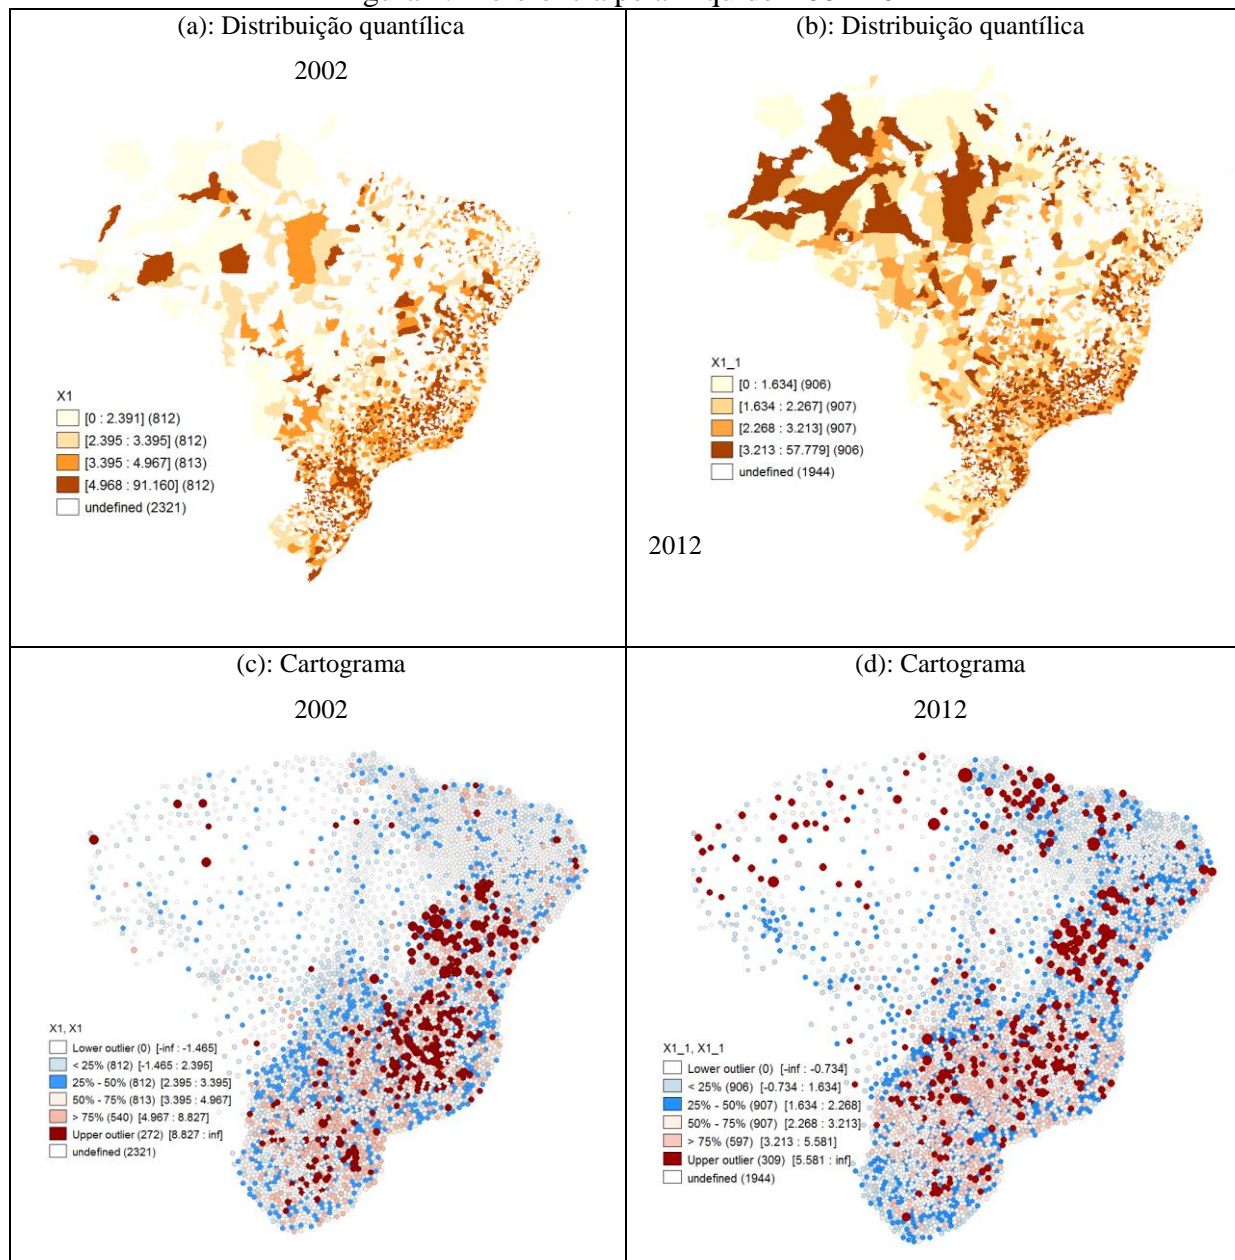 (a): Distribuição quantílica
2002
X1
[0 : 2.391] (812)
[2.395 : 3.395] (812)
[3.395 : 4.967] (813)
[4.968 : 91.160] (812)
undefined (2321)
(b): Distribuição quantílica
X1_1
[0 : 1.634] (906)
[1.634 : 2.267] (907)
[2.268 : 3.213] (907)
[3.213 : 57.779] (906)
undefined (1944)
2012
(c): Cartograma
2002
X1, X1
Lower outlier (0) [-inf : -1.465]
< 25% (812) [-1.465 : 2.395]
25% - 50% (812) [2.395 : 3.395]
50% - 75% (813) [3.395 : 4.967]
> 75% (540) [4.967 : 8.827]
Upper outlier (272) [8.827 : inf]
undefined (2321)
(d): Cartograma
2012
X1_1, X1_1
Lower outlier (0) [-inf : -0.734]
< 25% (906) [-0.734 : 1.634]
25% - 50% (907) [1.634 : 2.268]
50% - 75% (907) [2.268 : 3.213]
> 75% (597) [3.213 : 5.581]
Upper outlier (309) [5.581 : inf]
undefined (1944)